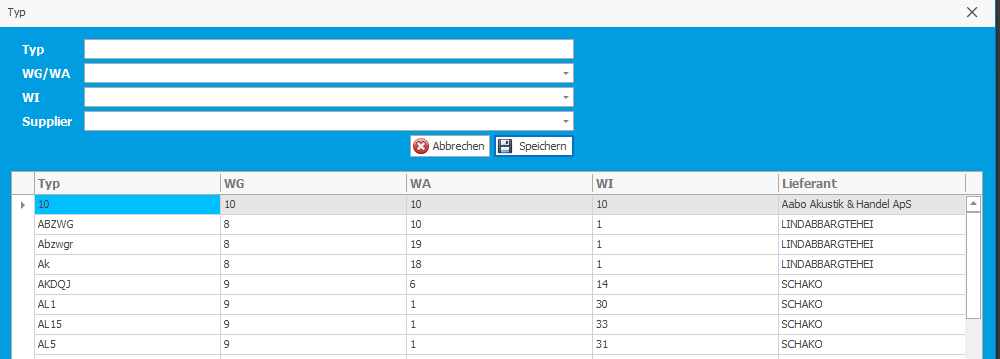 Typ
Typ
WG/WA
WI
Supplier
Abbrechen Speichern
Typ WG WA WI Lieferant
10 10 10 10 Aabo Akustik & Handel ApS
ABZWG 8 10 1 LINDABBARGTEHEI
Abzwgr 8 19 1 LINDABBARGTEHEI
Ak 8 18 1 LINDABBARGTEHEI
AKDQJ 9 6 14 SCHAKO
AL1 9 1 30 SCHAKO
AL15 9 1 33 SCHAKO
AL5 9 1 31 SCHAKO